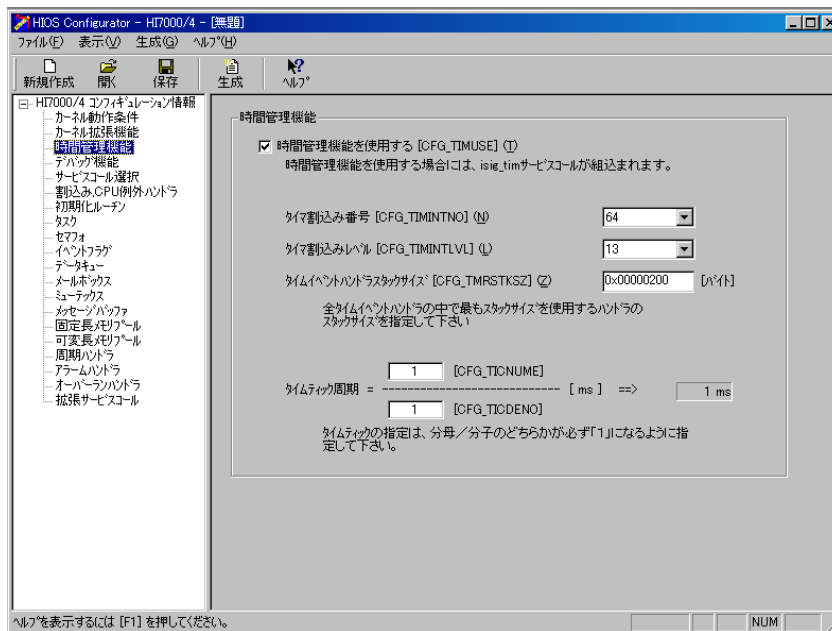 HIOS Configurator - HI7000/4 - [無題]
ファイル(F) 表示(V) 生成(G) ヘルプ(H)
新規作成 開く 保存 生成 ヘルプ
HI7000/4 コンフィギュレーション情報
カーネル動作条件
カーネル拡張機能
時間管理機能
デバッグ機能
サービスコール選択
割込み,CPU例外ハンドラ
初期化ルーチン
タスク
セマフォ
イベントフラグ
データキュー
メールボックス
ミューテックス
メッセージバッファ
固定長メモリプール
可変長メモリプール
周期ハンドラ
アラームハンドラ
オーバーランハンドラ
拡張サービスコール
時間管理機能
時間管理機能を使用する [CFG_TIMUSE] (T)
時間管理機能を使用する場合には、isig_timサービスコールが組込まれます。
タイマ割込み番号 [CFG_TIMINTNO] (N) 64
タイマ割込みレベル [CFG_TIMINTLVL] (L) 13
タイムイベントハンドラスタックサイズ [CFG_TMRSTKSZ] (Z) 0x00000200 [バイト]
全タイムイベントハンドラの中で最もスタックサイズを使用するハンドラの
スタックサイズを指定して下さい
1 [CFG_TICNUME]
タイムティック周期 = ---------------------------- [ ms ] ==> 1 ms
1 [CFG_TICDENO]
タイムティックの指定は、分母/分子のどちらかが必ず「1」になるように指
定して下さい。
ヘルプを表示するには [F1] を押してください。
NUM